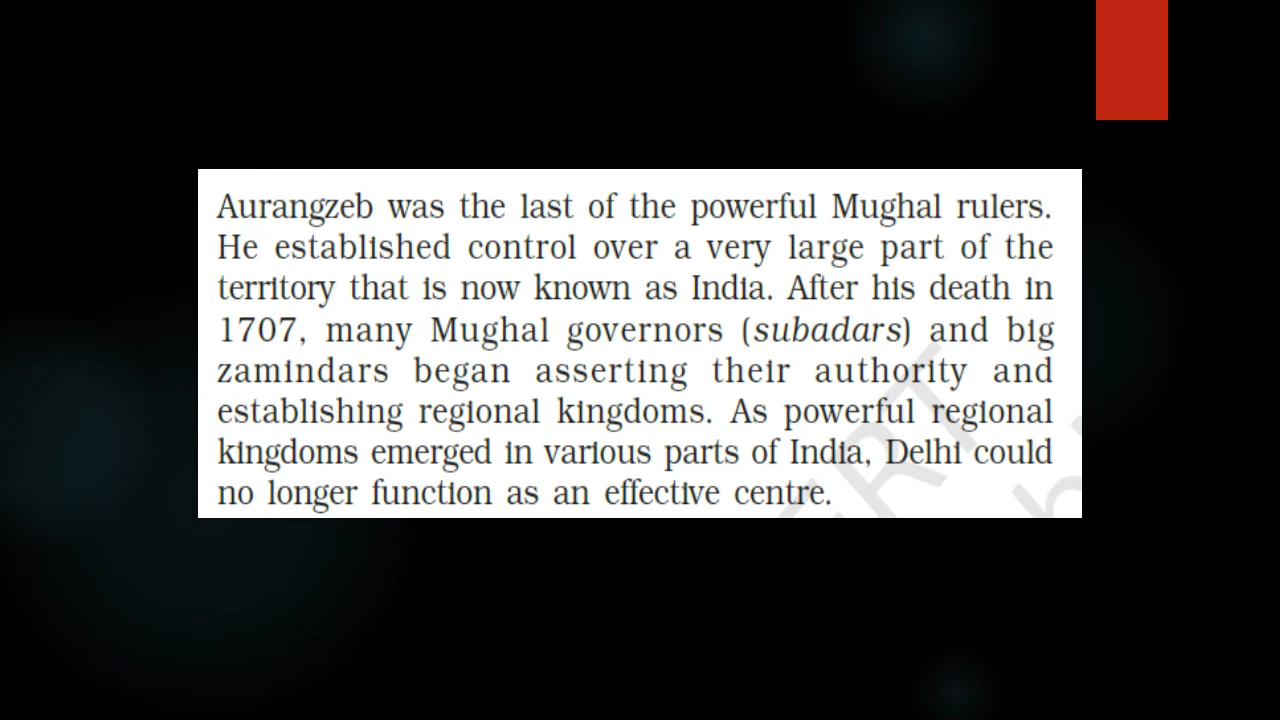 Aurangzeb was the last of the powerful Mughal rulers.
He established control over a very large part of the
territory that is now known as India. After his death in
1707, many Mughal governors (subadars) and big
zamindars began asserting their authority and
establishing regional kingdoms. As powerful regional
kingdoms emerged in various parts of India, Delhi could
no longer function as an effective centre.